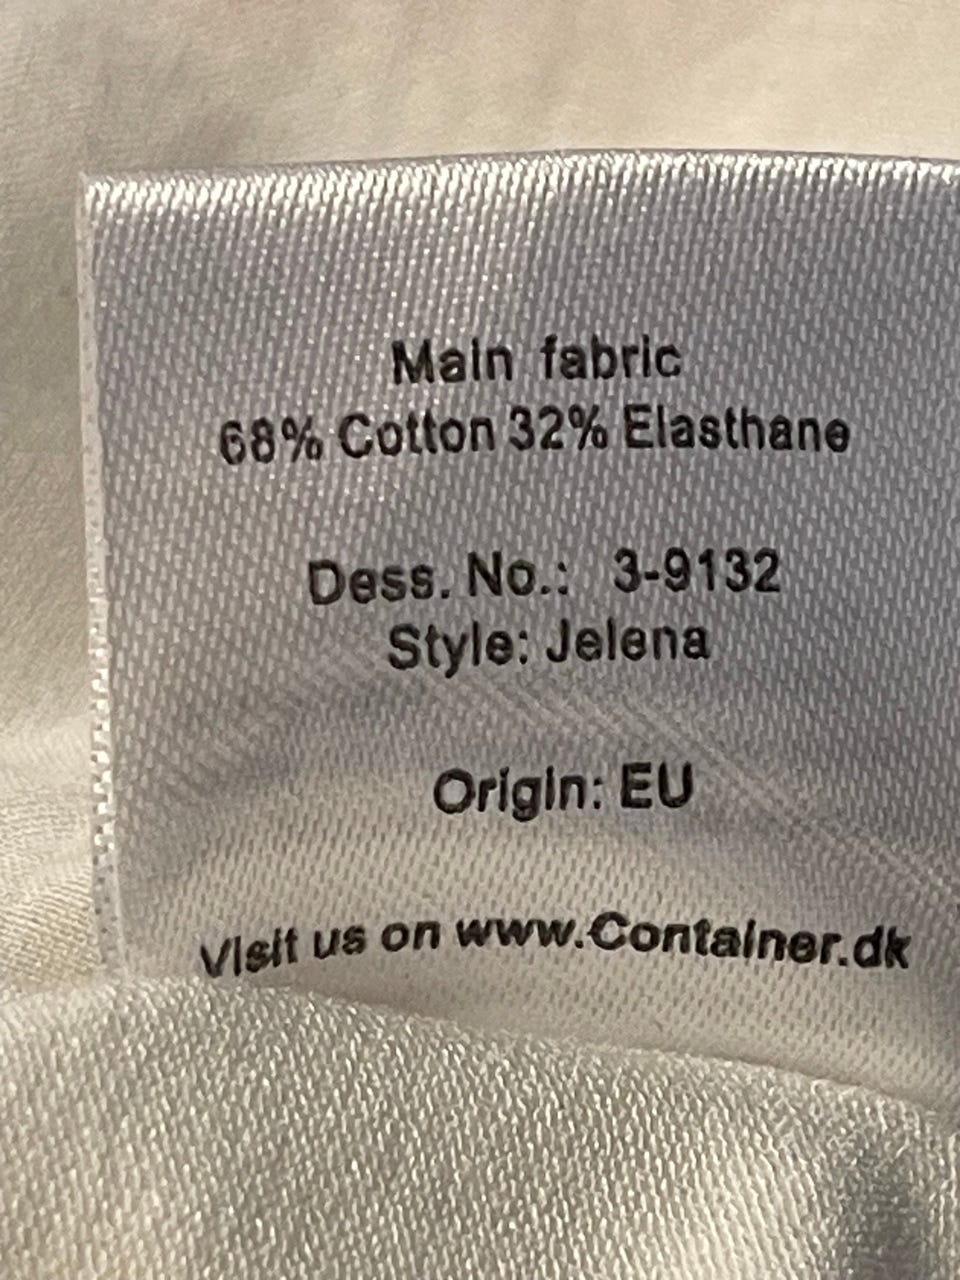 Main fabric
68% Cotton 32% Elasthane
Dess. No.: 3-9132
Style: Jelena
Origin: EU
Visit us on www.Container.dk